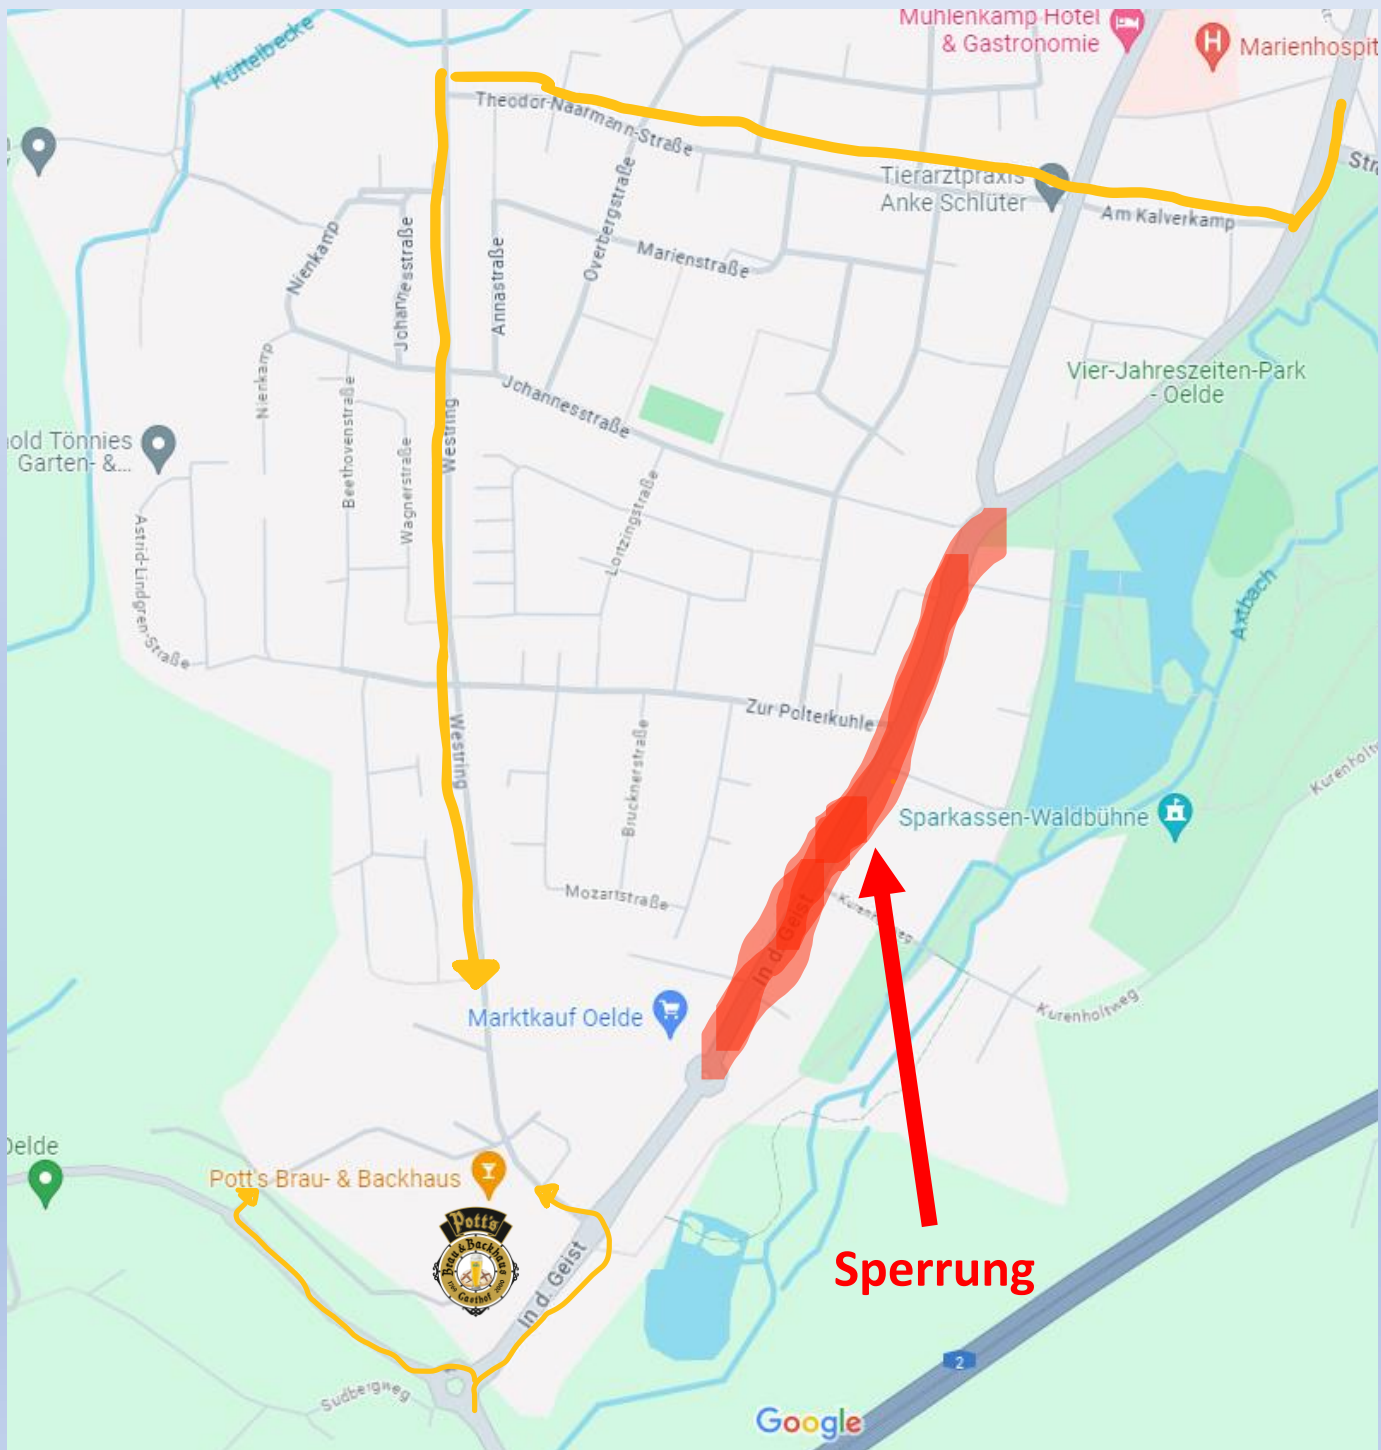 Mühlenkamp Hotel
& Gastronomie
Marienhospit
Küttelbecke
Theodor-Naarmann-Straße
Str
Tierarztpraxis
Anke Schlüter
Am Kalverkamp
Overbergstraße
Marienstraße
Nienkamp
Johannesstraße
Annastraße
Nienkamp
Beethovenstraße
Wagnerstraße
Westring
Johannesstraße
Vier-Jahreszeiten-Park
- Oelde
old Tönnies
Garten- &...
Lortzingstraße
Astrid-Lindgren-Straße
Axtbach
Zur Polterkuhle
Westring
Brucknerstraße
Kurenholt
Sparkassen-Waldbühne
Mozartstraße
Kurenholtweg
In d. Geist
Kurenholtweg
Marktkauf Oelde
Oelde
Pott's Brau- & Backhaus
Pott's
Brau & Backhaus
Gasthof
In d. Geist
Sperrung
Sudbergweg
2
Google